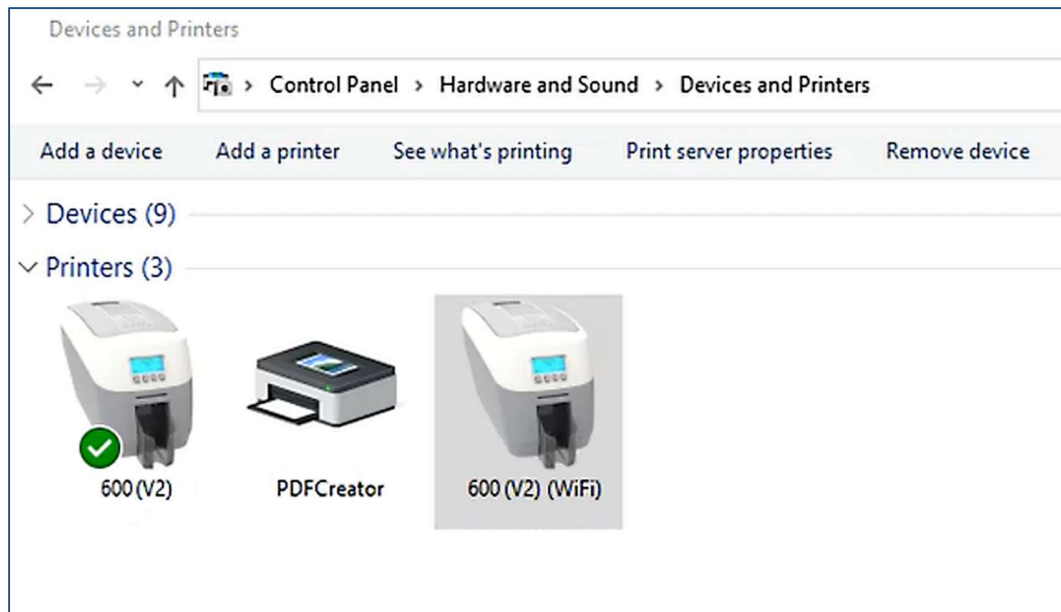 Devices and Printers
Control Panel > Hardware and Sound > Devices and Printers
Add a device Add a printer See what's printing Print server properties Remove device
Devices (9)
Printers (3)
600 (V2) PDFCreator 600 (V2) (WiFi)